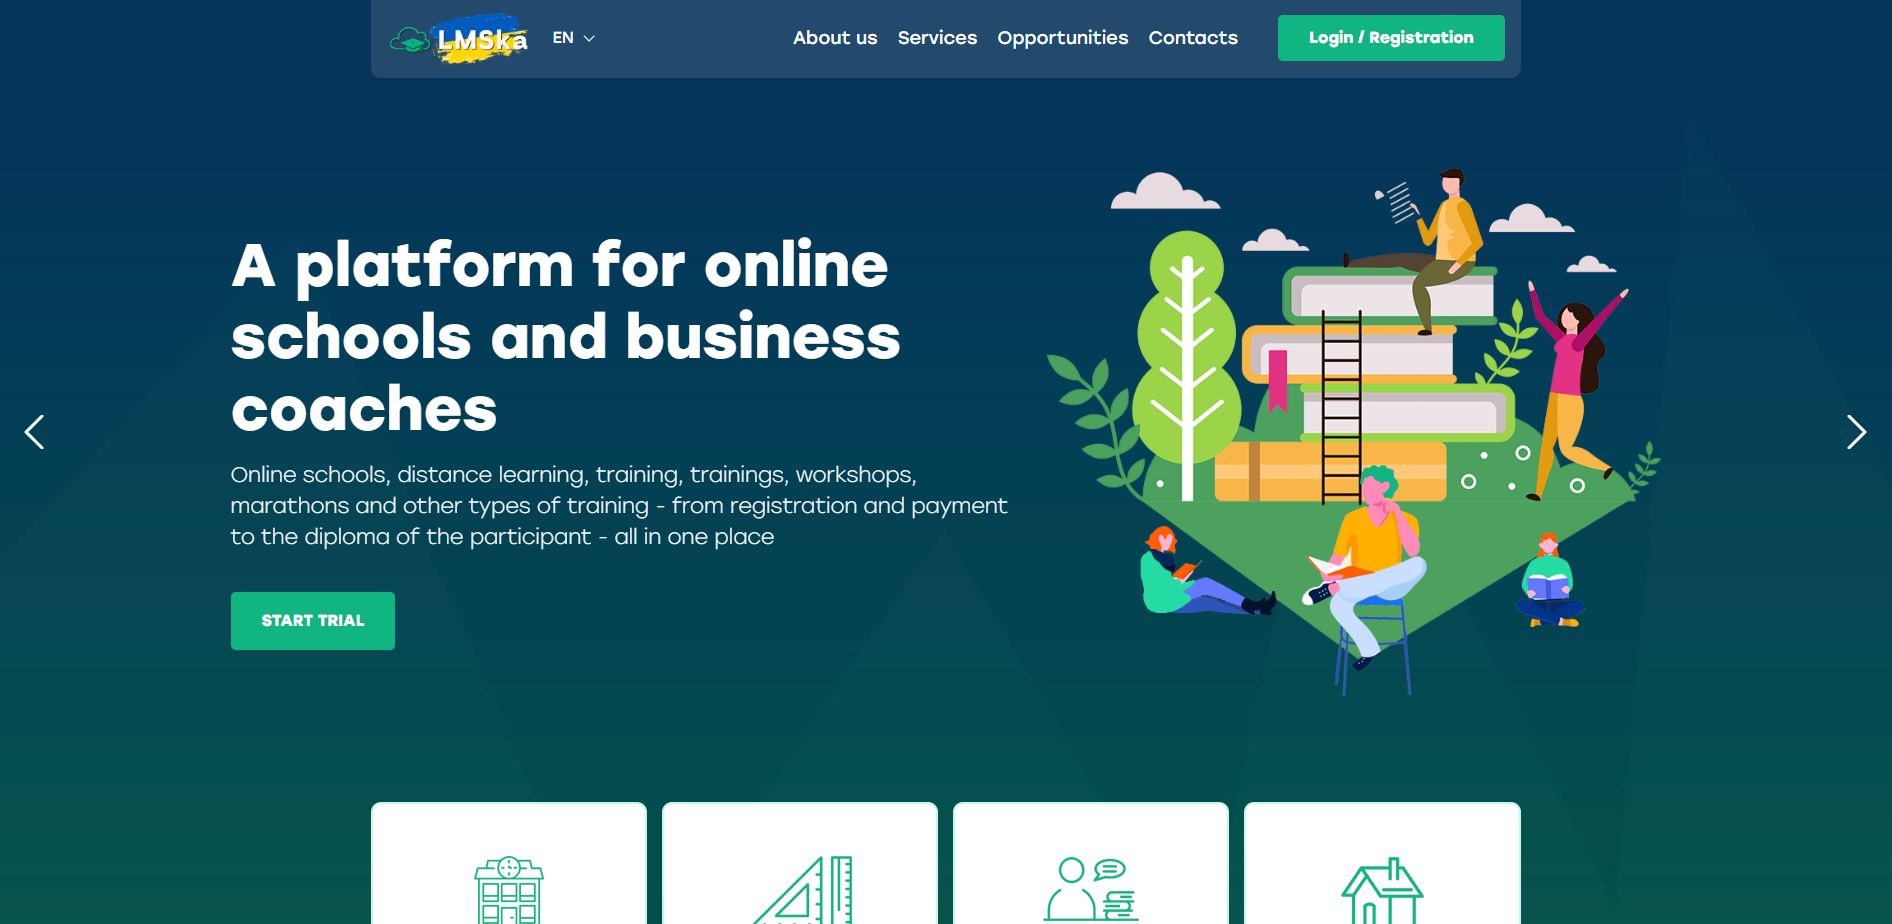 LMSka
EN
About us
Services
Opportunities
Contacts
Login / Registration
A platform for online
schools and business
coaches
Online schools, distance learning, training, trainings, workshops,
marathons and other types of training - from registration and payment
to the diploma of the participant - all in one place
START TRIAL